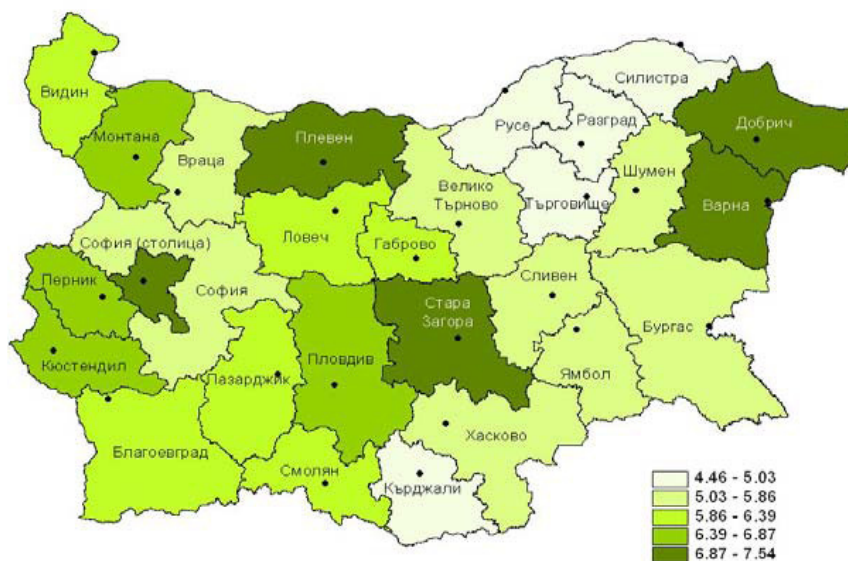 Силистра
Видин
Русе
Разград
Добрич
Монтана
Плевен
Враца
Шумен
Велико
Търново
Търговище
Варна
Ловеч
София (столица)
Габрово
Перник
София
Сливен
Стара
Загора
Бургас
Кюстендил
Пловдив
Пазарджик
Ямбол
Хасково
Благоевград
Смолян
Кърджали
4.46 - 5.03
5.03 - 5.86
5.86 - 6.39
6.39 - 6.87
6.87 - 7.54